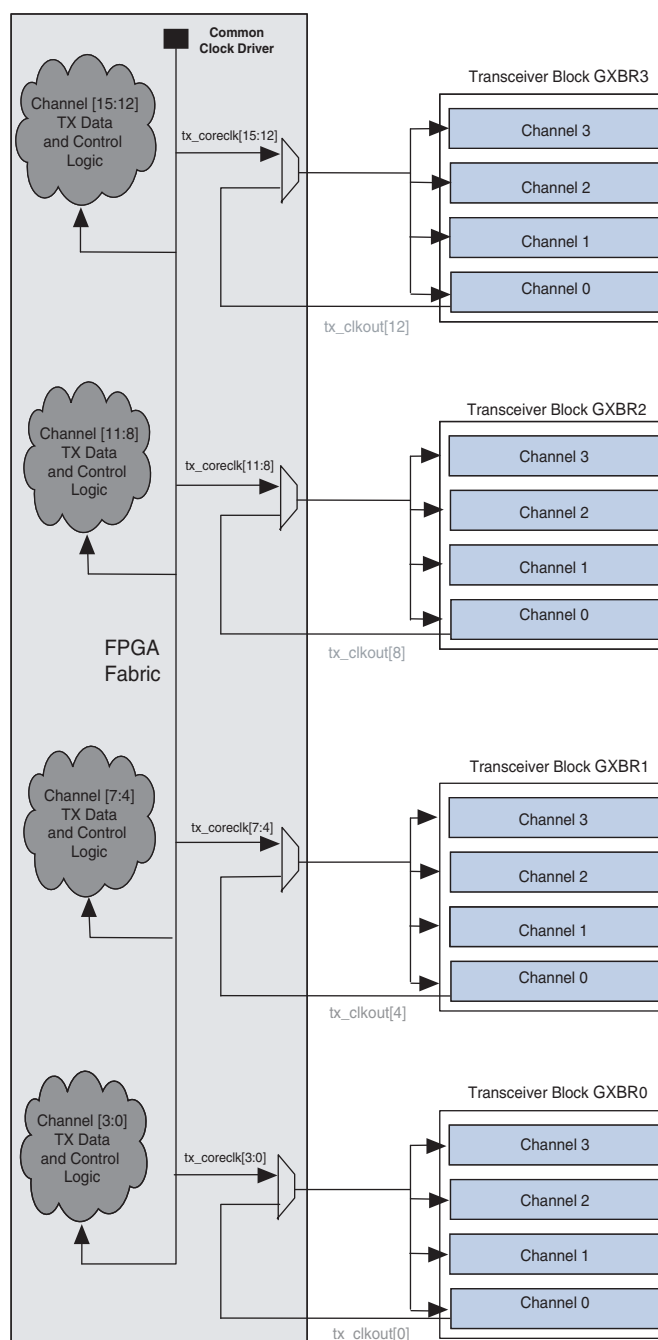 Common
Clock Driver
Channel [15:12]
TX Data
and Control
Logic
tx_coreclk[15:12]
Transceiver Block GXBR3
Channel 3
Channel 2
Channel 1
Channel 0
tx_clkout[12]
Channel [11:8]
TX Data
and Control
Logic
tx_coreclk[11:8]
Transceiver Block GXBR2
Channel 3
Channel 2
Channel 1
Channel 0
tx_clkout[8]
FPGA
Fabric
Channel [7:4]
TX Data
and Control
Logic
tx_coreclk[7:4]
Transceiver Block GXBR1
Channel 3
Channel 2
Channel 1
Channel 0
tx_clkout[4]
Channel [3:0]
TX Data
and Control
Logic
tx_coreclk[3:0]
Transceiver Block GXBR0
Channel 3
Channel 2
Channel 1
Channel 0
tx_clkout[0]